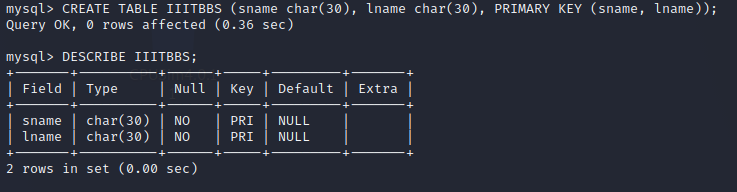 mysql> CREATE TABLE IIITBBS (sname char(30), lname char(30), PRIMARY KEY (sname, lname));
Query OK, 0 rows affected (0.36 sec)
mysql> DESCRIBE IIITBBS;
+-------+----------+------+-----+---------+-------+
| Field | Type     | Null | Key | Default | Extra |
+-------+----------+------+-----+---------+-------+
| sname | char(30) | NO   | PRI | NULL    |       |
| lname | char(30) | NO   | PRI | NULL    |       |
+-------+----------+------+-----+---------+-------+
2 rows in set (0.00 sec)